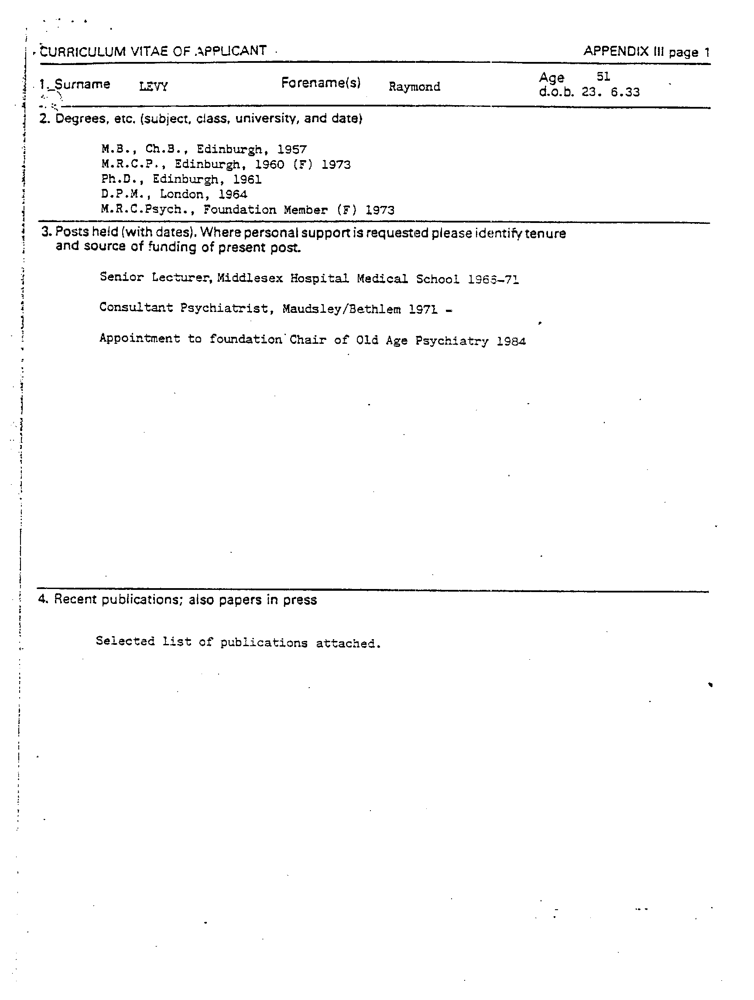 CURRICULUM VITAE OF APPLICANT APPENDIX III page 1
1. Surname LEVY Forename(s) Raymond Age 51
d.o.b. 23. 6.33
2. Degrees, etc. (subject, class, university, and date)
M.B., Ch.B., Edinburgh, 1957
M.R.C.P., Edinburgh, 1960 (F) 1973
Ph.D., Edinburgh, 1961
D.P.M., London, 1964
M.R.C.Psych., Foundation Member (F) 1973
3. Posts held (with dates). Where personal support is requested please identify tenure
and source of funding of present post.
Senior Lecturer, Middlesex Hospital Medical School 1966-71
Consultant Psychiatrist, Maudsley/Bethlem 1971 -
Appointment to foundation Chair of Old Age Psychiatry 1984
4. Recent publications; also papers in press
Selected list of publications attached.